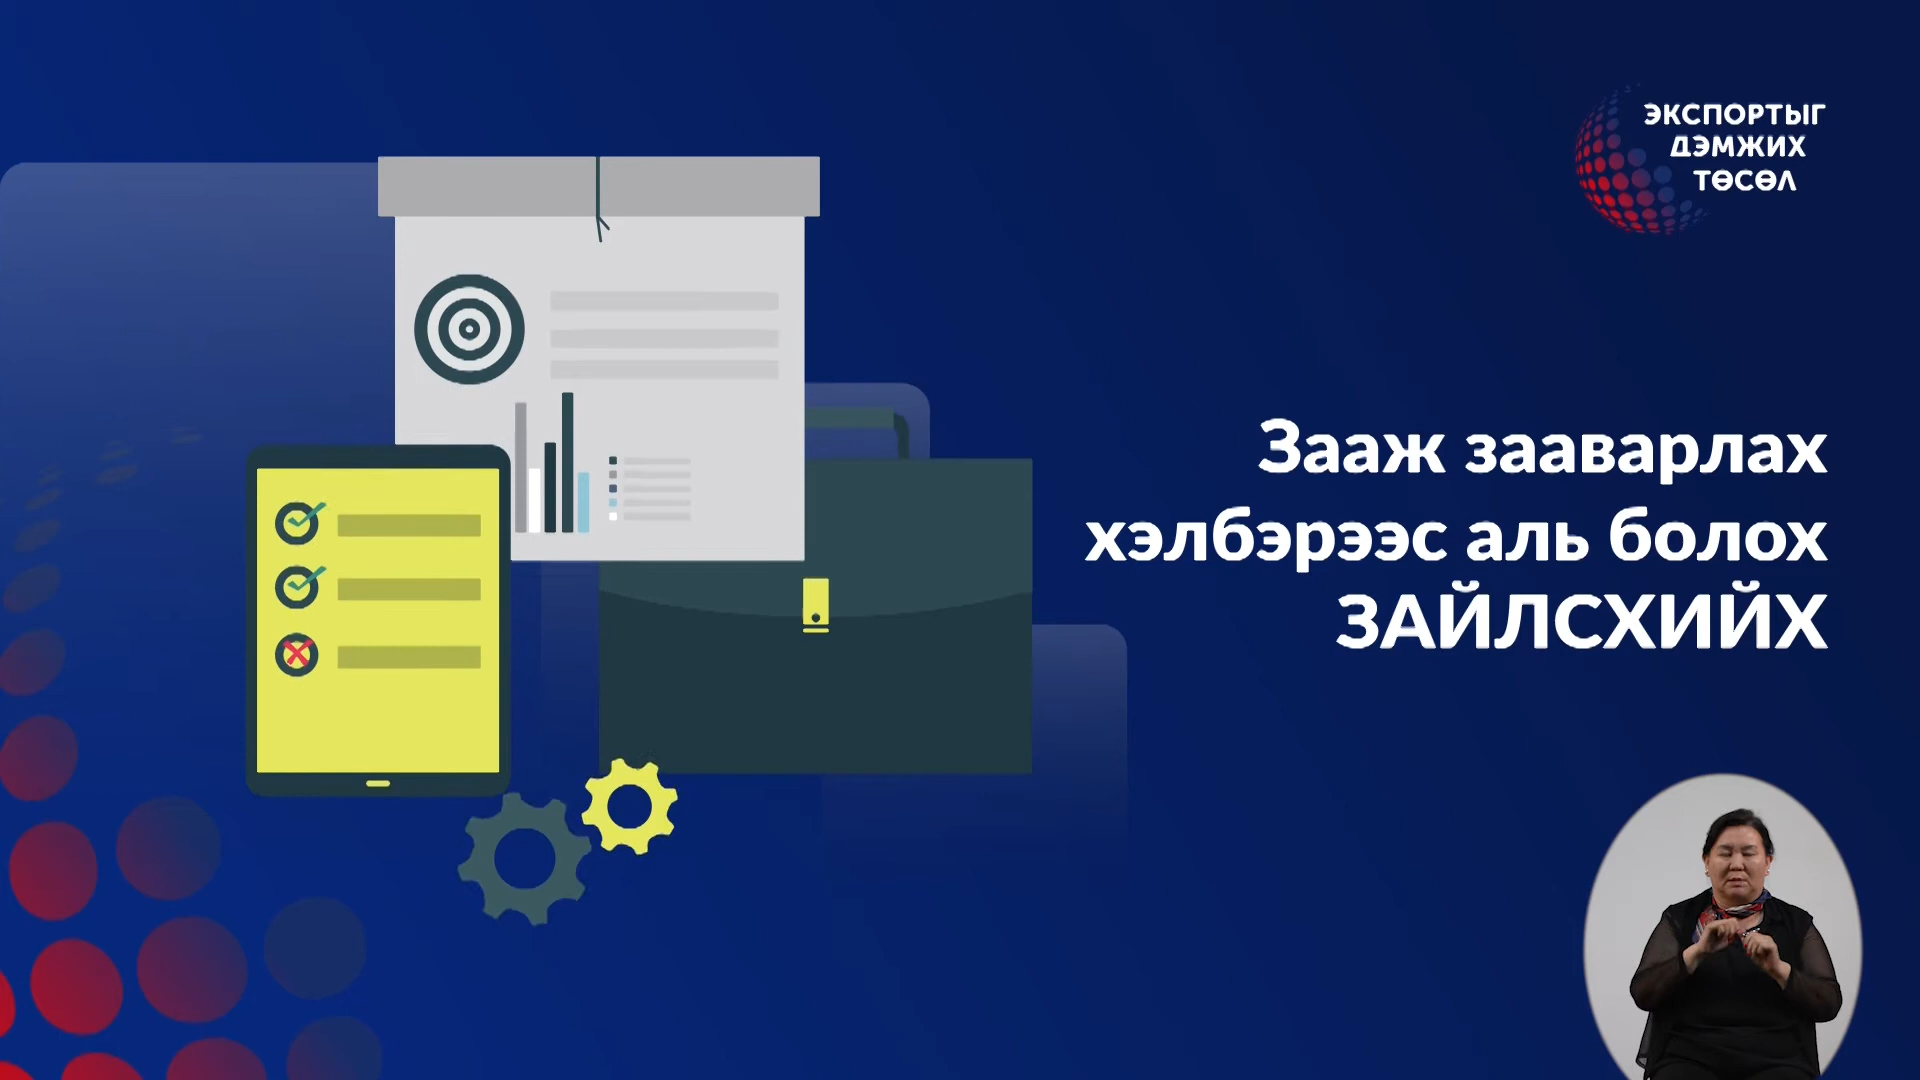 ЭКСПОРТЫГ
ДЭМЖИХ
ТӨСӨЛ
Зааж зааварлах
хэлбэрээс аль болох
ЗАЙЛСХИЙХ